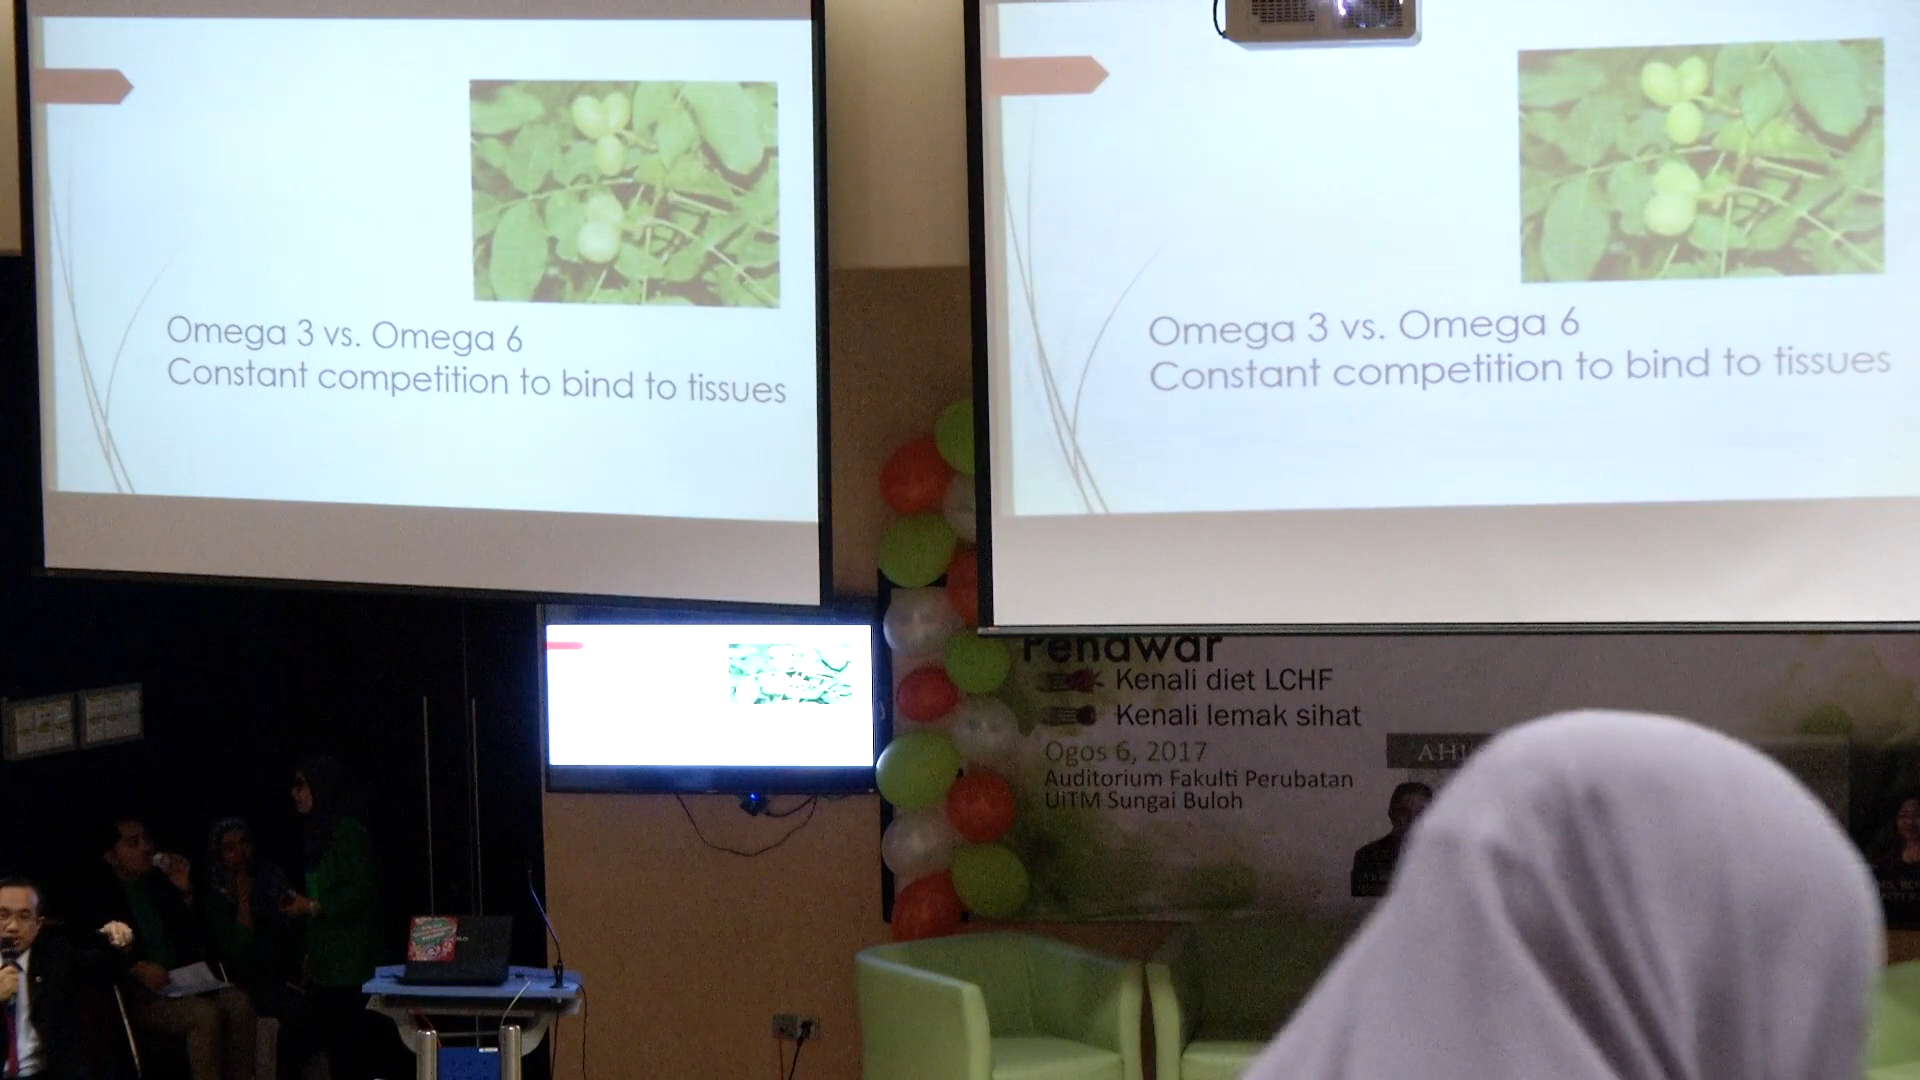 Omega 3 vs. Omega 6
Constant competition to bind to tissues
Omega 3 vs. Omega 6
Constant competition to bind to tissues
Penawar
Kenali diet LCHF
Kenali lemak sihat
Ogos 6, 2017
Auditorium Fakulti Perubatan
UiTM Sungai Buloh